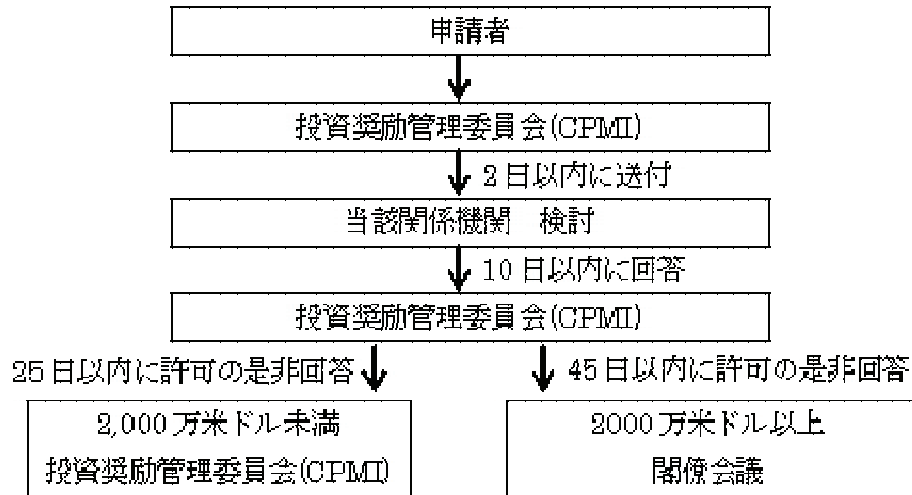 申請者
投資奨励管理委員会(CPMI)
2日以内に送付
当該関係機関　検討
10日以内に回答
投資奨励管理委員会(CPMI)
25日以内に許可の是非回答
45日以内に許可の是非回答
2,000万米ドル未満
投資奨励管理委員会(CPMI)
2000万米ドル以上
閣僚会議